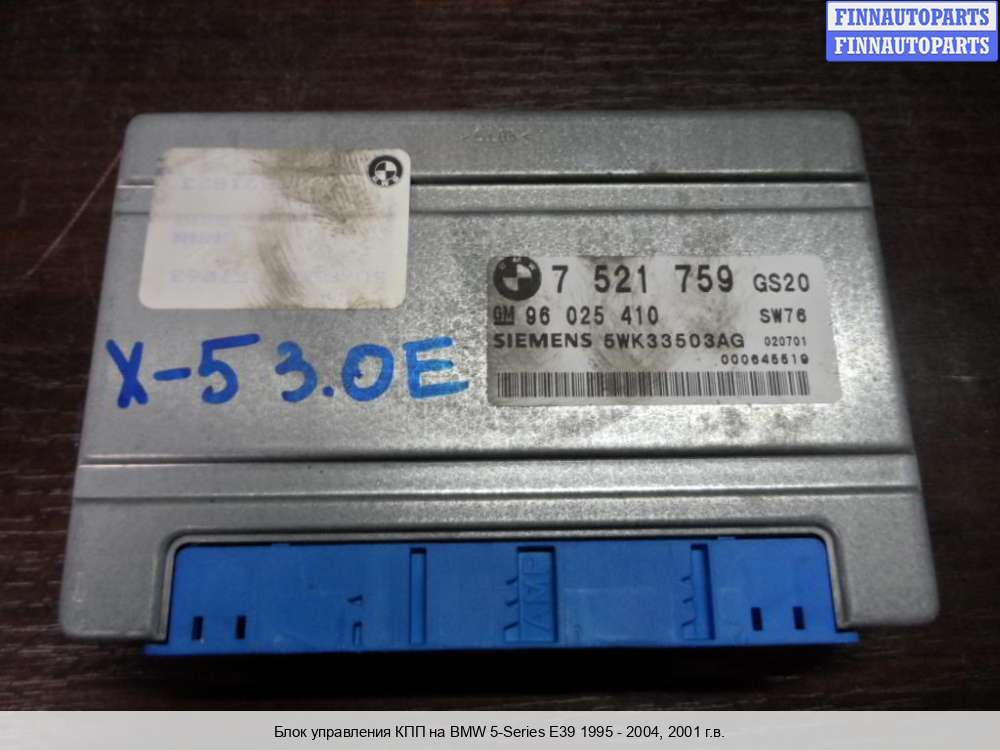 FINNAUTOPARTS
FINNAUTOPARTS
7 521 759 GS20
GM 96 025 410 SW76
SIEMENS 5WK33503AG 020701
000645519
X-5 3.0E
Блок управления КПП на BMW 5-Series E39 1995 - 2004, 2001 г.в.